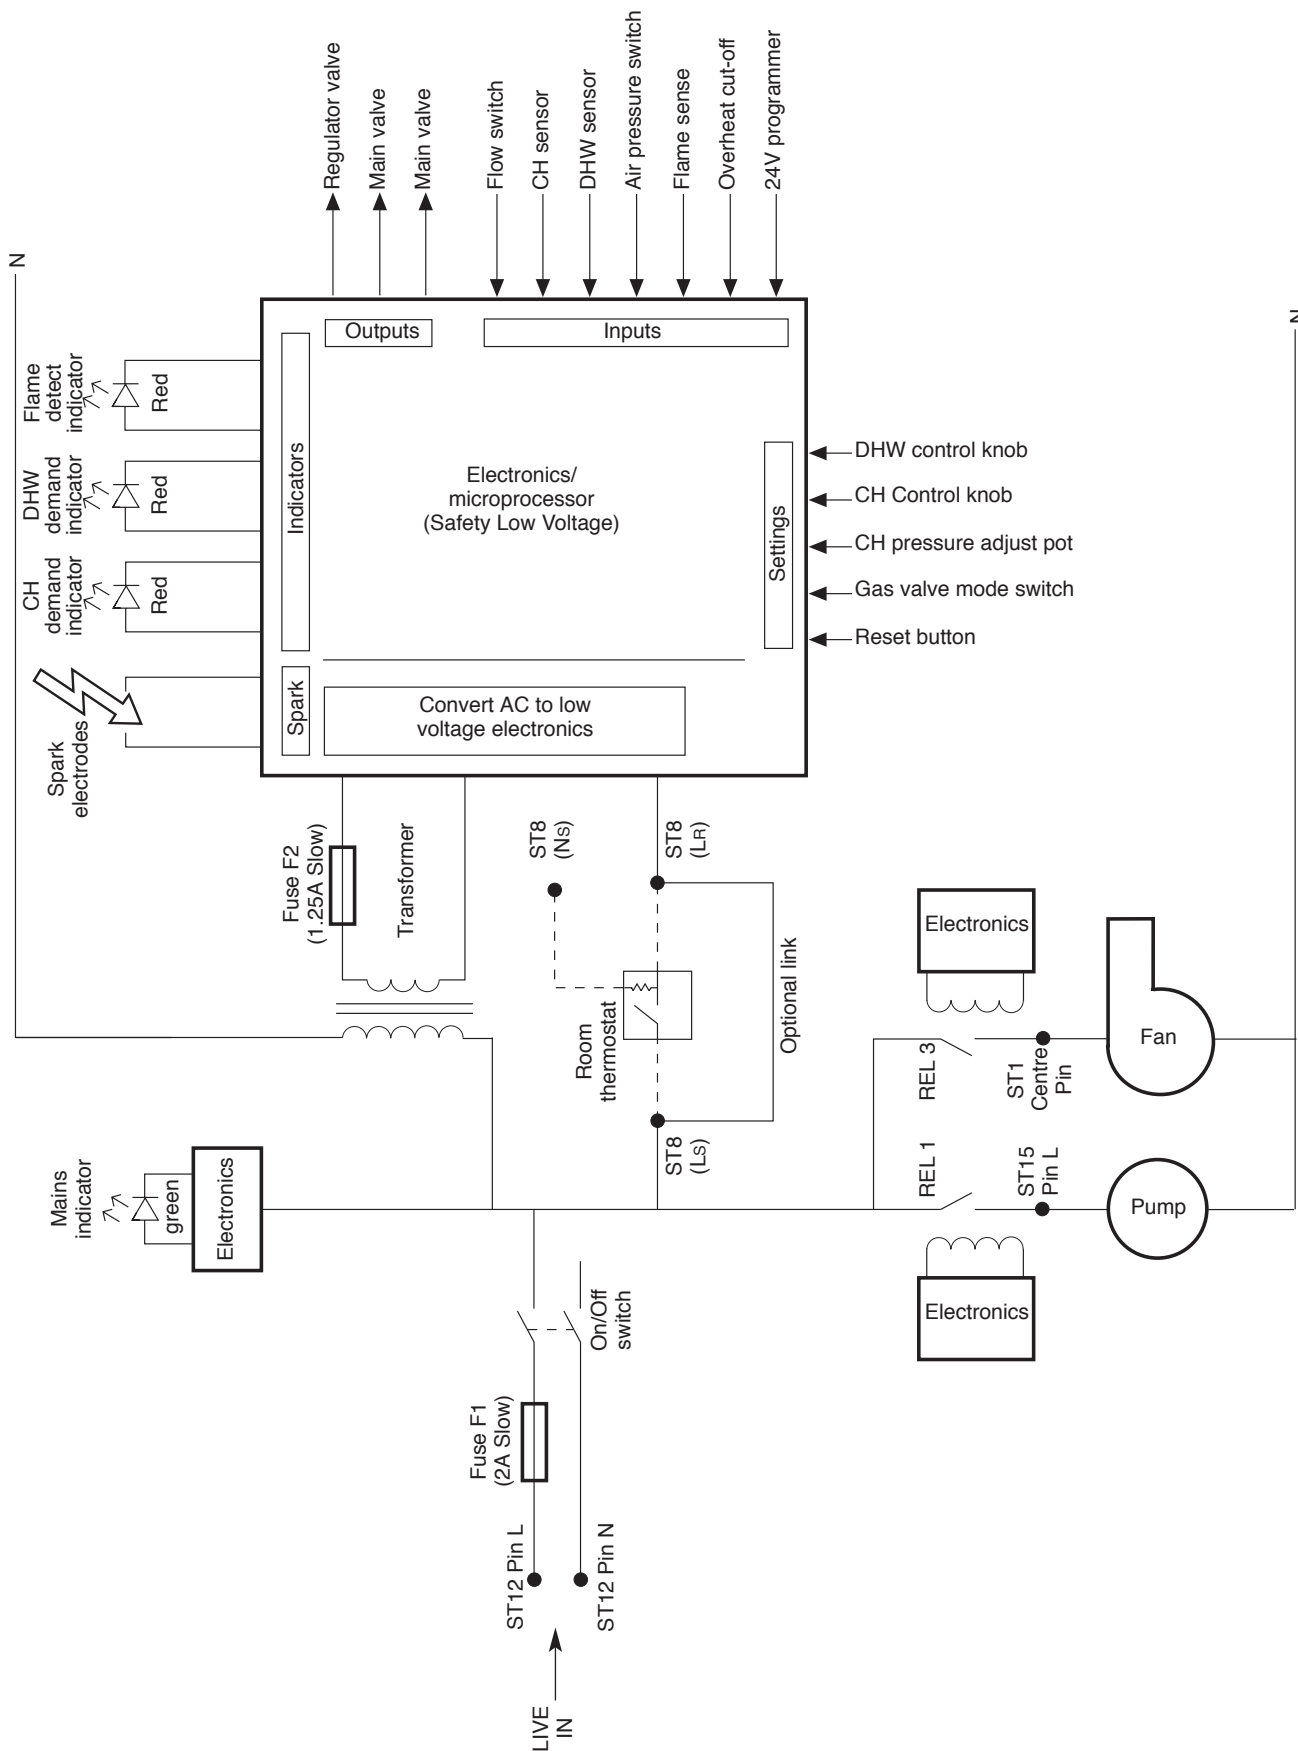 N
Flame
detect
indicator
Red
DHW
demand
indicator
Red
CH
demand
indicator
Red
Spark
electrodes
Regulator valve
Main valve
Main valve
Flow switch
CH sensor
DHW sensor
Air pressure switch
Flame sense
Overheat cut-off
24V programmer
Outputs
Inputs
Indicators
Spark
Settings
Electronics/
microprocessor
(Safety Low Voltage)
Convert AC to low
voltage electronics
DHW control knob
CH Control knob
CH pressure adjust pot
Gas valve mode switch
Reset button
N
Fuse F2
(1.25A Slow)
Transformer
ST8
(NS)
ST8
(LR)
Room
thermostat
Optional link
ST8
(LS)
Mains
indicator
green
Electronics
Electronics
REL 3
ST1
Centre
Pin
Fan
REL 1
ST15
Pin L
Pump
Electronics
On/Off
switch
Fuse F1
(2A Slow)
ST12 Pin L
ST12 Pin N
LIVE
IN